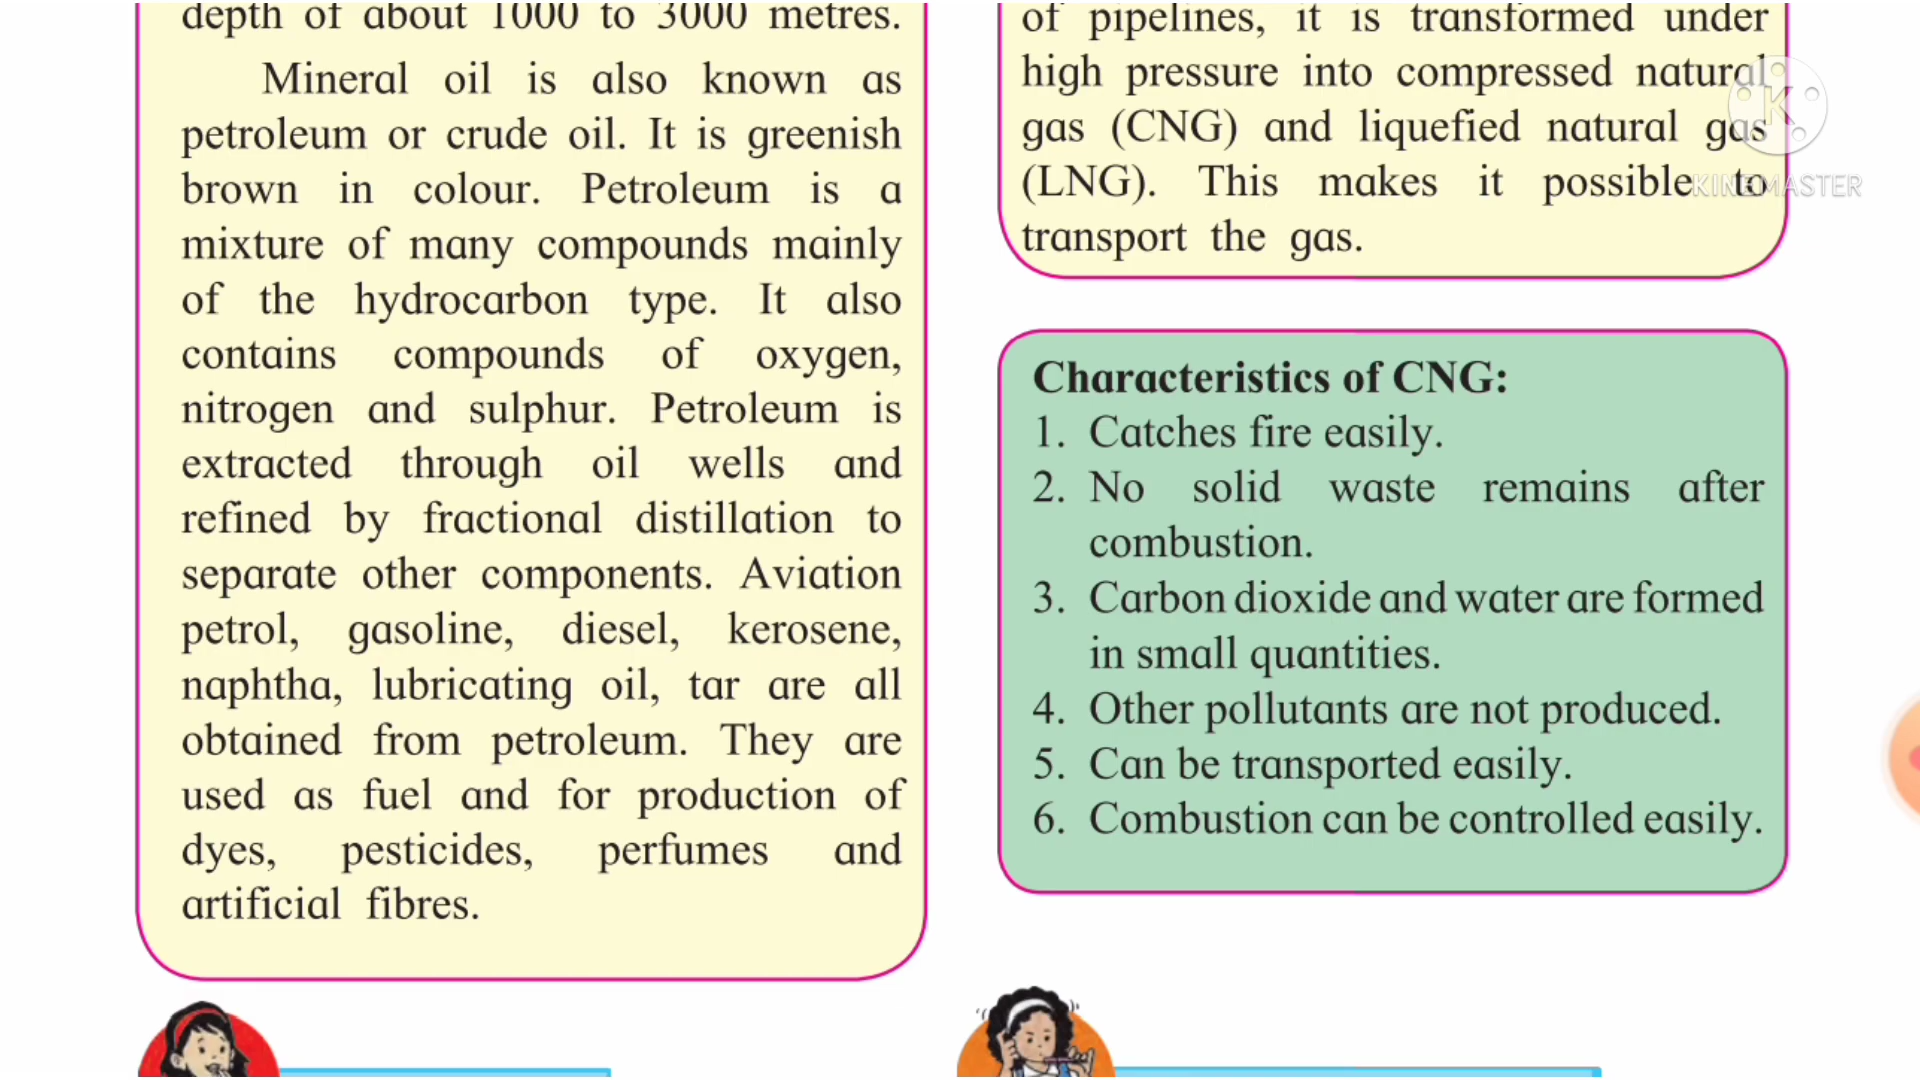 depth of about 1000 to 3000 metres.
Mineral oil is also known as
petroleum or crude oil. It is greenish
brown in colour. Petroleum is a
mixture of many compounds mainly
of the hydrocarbon type. It also
contains compounds of oxygen,
nitrogen and sulphur. Petroleum is
extracted through oil wells and
refined by fractional distillation to
separate other components. Aviation
petrol, gasoline, diesel, kerosene,
naphtha, lubricating oil, tar are all
obtained from petroleum. They are
used as fuel and for production of
dyes, pesticides, perfumes and
artificial fibres.
of pipelines, it is transformed under
high pressure into compressed natural
gas (CNG) and liquefied natural gas
(LNG). This makes it possible to
transport the gas.
K
KINEMASTER
Characteristics of CNG:
1. Catches fire easily.
2. No solid waste remains after
combustion.
3. Carbon dioxide and water are formed
in small quantities.
4. Other pollutants are not produced.
5. Can be transported easily.
6. Combustion can be controlled easily.